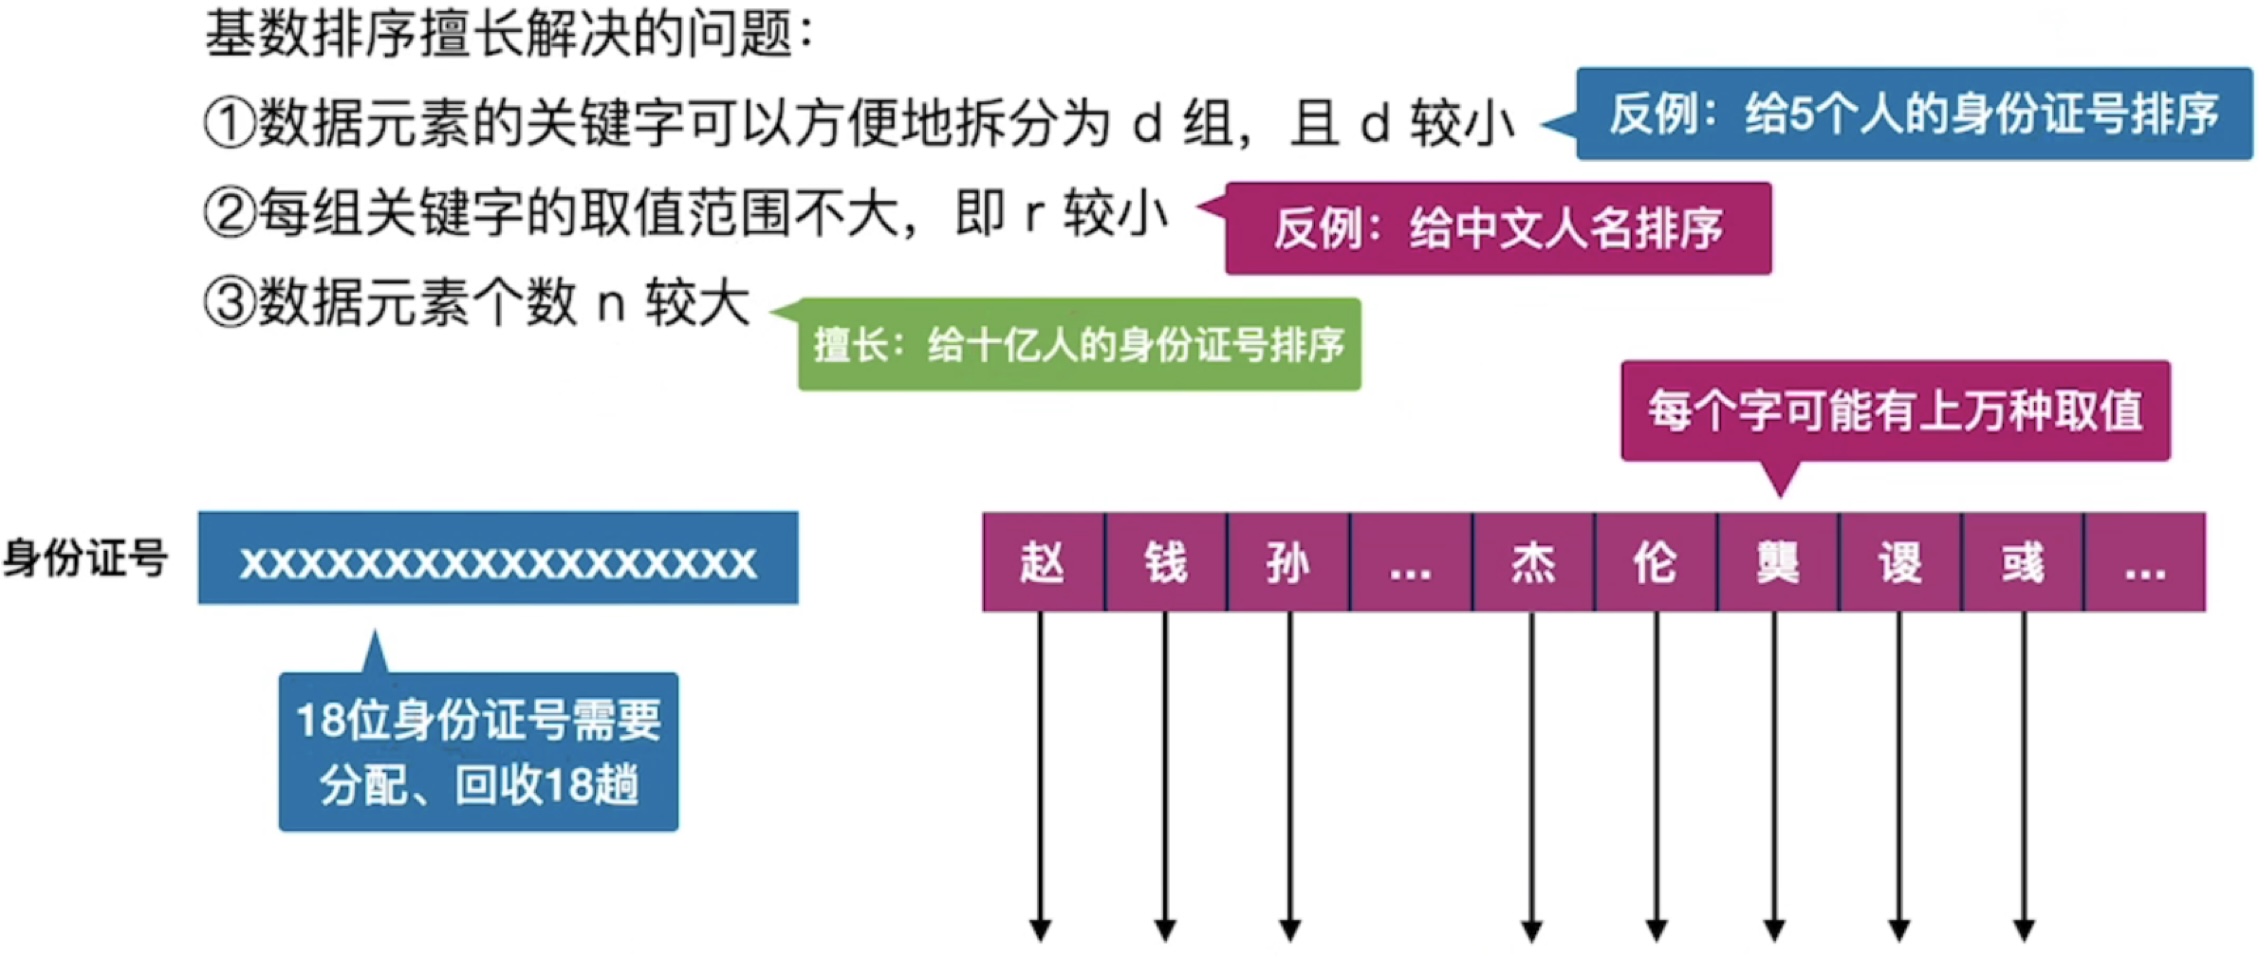 基数排序擅长解决的问题：
①数据元素的关键字可以方便地拆分为 d 组，且 d 较小
反例：给5个人的身份证号排序
②每组关键字的取值范围不大，即 r 较小
反例：给中文人名排序
③数据元素个数 n 较大
擅长：给十亿人的身份证号排序
每个字可能有上万种取值
身份证号
xxxxxxxxxxxxxxxxxx
赵 钱 孙 … 杰 伦 龑 谡 彧 …
18位身份证号需要
分配、回收18趟